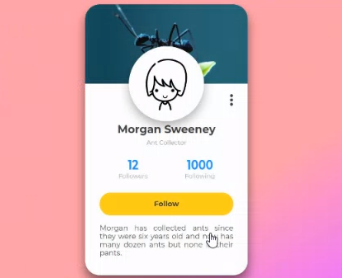 Morgan Sweeney
Ant Collector
12
1000
Followers
Following
Follow
Morgan has collected ants since
they were six years old and now has
many dozen ants but none in their
pants.